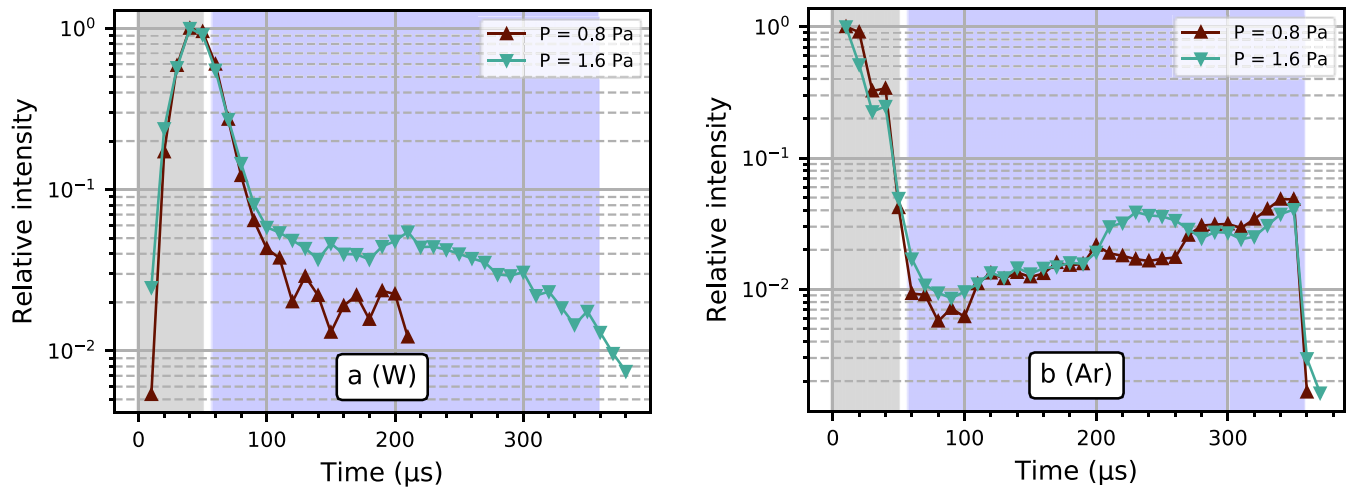 10⁰
10⁻¹
10⁻²
Relative intensity
P = 0.8 Pa
P = 1.6 Pa
a (W)
0
100
200
300
Time (µs)
10⁰
10⁻¹
10⁻²
Relative intensity
P = 0.8 Pa
P = 1.6 Pa
b (Ar)
0
100
200
300
Time (µs)